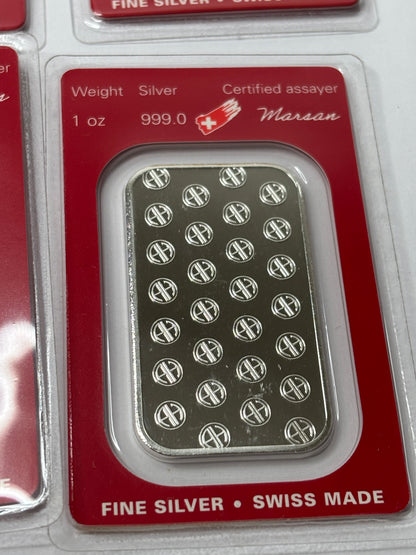 FINE SILVER • SWISS
Weight Silver Certified assayer
1 oz 999.0 Marsan
FINE SILVER • SWISS MADE